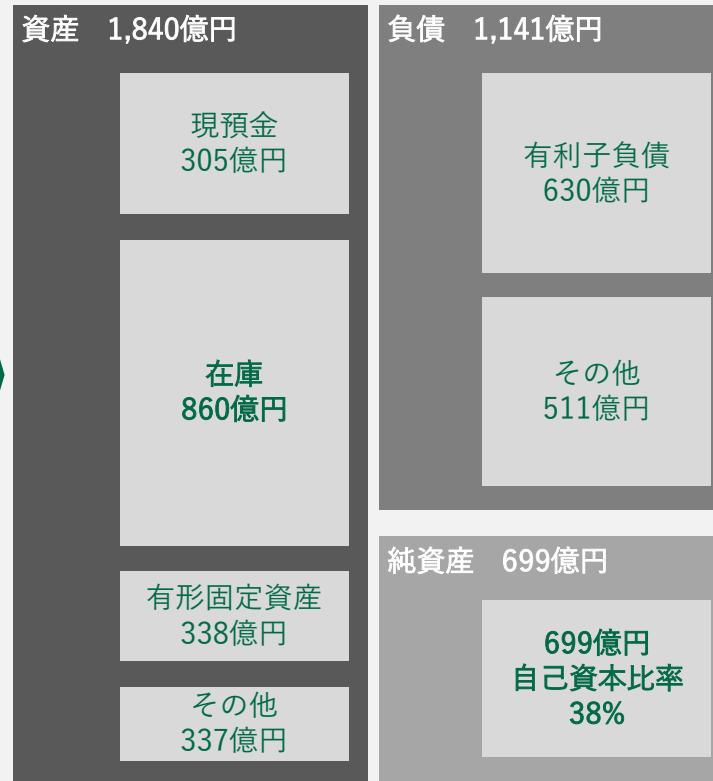 資産　1,840億円
現預金
305億円
在庫
860億円
有形固定資産
338億円
その他
337億円
負債　1,141億円
有利子負債
630億円
その他
511億円
純資産　699億円
699億円
自己資本比率
38%